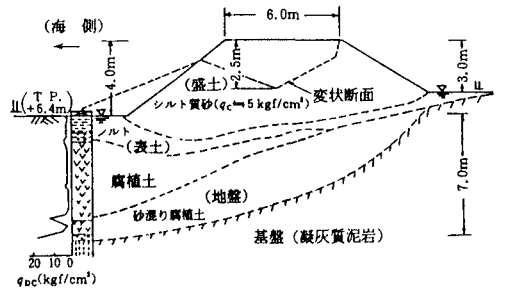 (海 側)
6.0m
4.0m
2.5m
3.0m
(盛土)
シルト質砂(qc≒5 kgf/cm²)
変状断面
(T P.
+6.4m)
シルト
(表土)
腐植土
(地盤)
砂混り腐植土
7.0m
基盤 (凝灰質泥岩)
20 10 0
qDC(kgf/cm²)